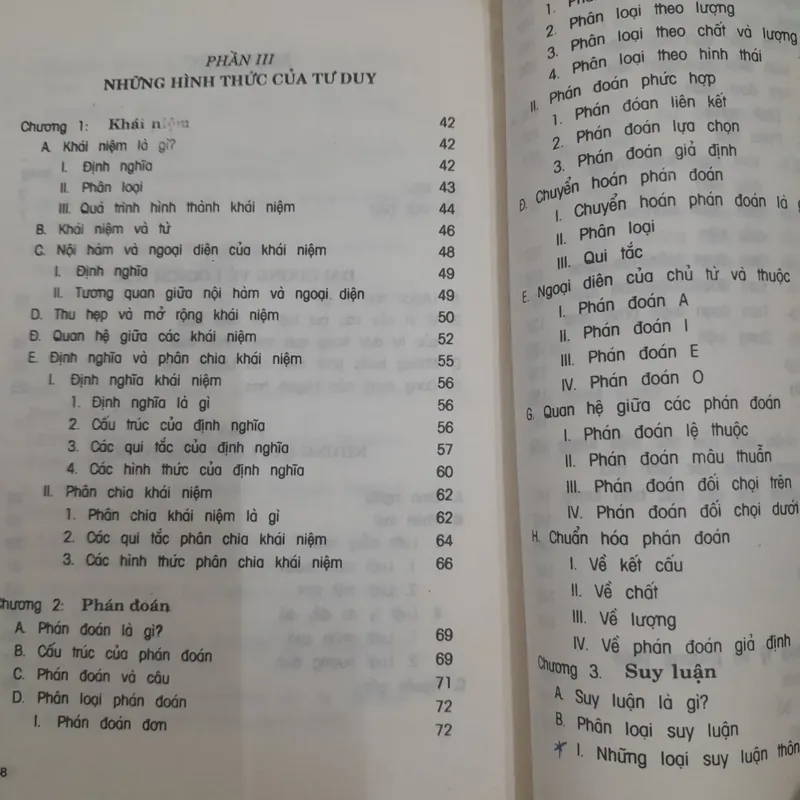 PHẦN III
NHỮNG HÌNH THỨC CỦA TƯ DUY
Chương 1: Khái niệm 42
A. Khái niệm là gì? 42
I. Định nghĩa 42
II. Phân loại 43
III. Quá trình hình thành khái niệm 44
B. Khái niệm và từ 46
C. Nội hàm và ngoại diên của khái niệm 48
I. Định nghĩa 49
II. Tương quan giữa nội hàm và ngoại diện 49
D. Thu hẹp và mở rộng khái niệm 50
Đ. Quan hệ giữa các khái niệm 52
E. Định nghĩa và phân chia khái niệm 55
I. Định nghĩa khái niệm 56
1. Định nghĩa là gì 56
2. Cấu trúc của định nghĩa 56
3. Các qui tắc của định nghĩa 57
4. Các hình thức của định nghĩa 60
II. Phân chia khái niệm 62
1. Phân chia khái niệm là gì 62
2. Các qui tắc phân chia khái niệm 64
3. Các hình thức phân chia khái niệm 66
Chương 2: Phán đoán
A. Phán đoán là gì? 69
B. Cấu trúc của phán đoán 69
C. Phán đoán và câu 71
D. Phân loại phán đoán 72
I. Phán đoán đơn 72
8
1.
2. Phân loại theo lượng
3. Phân loại theo chất và lượng
4. Phân loại theo hình thái
II. Phán đoán phức hợp
1. Phán đóan liên kết
2. Phán đoán lựa chọn
3. Phán đoán giả định
Đ. Chuyển hoán phán đoán
I. Chuyển hoán phán đoán là
II. Phân loại
III. Qui tắc
E. Ngoại diên của chủ từ và thuộc
I. Phán đoán A
II. Phán đoán I
III. Phán đoán E
IV. Phán đoán O
G. Quan hệ giữa các phán đoán
I. Phán đoán lệ thuộc
II. Phán đoán mâu thuẫn
III. Phán đoán đối chọi trên
IV. Phán đoán đối chọi dưới
H. Chuẩn hóa phán đoán
I. Về kết cấu
II. Về chất
III. Về lượng
IV. Về phán đoán giả định
Chương 3. Suy luận
A. Suy luận là gì?
B. Phân loại suy luận
* I. Những loại suy luận thôn